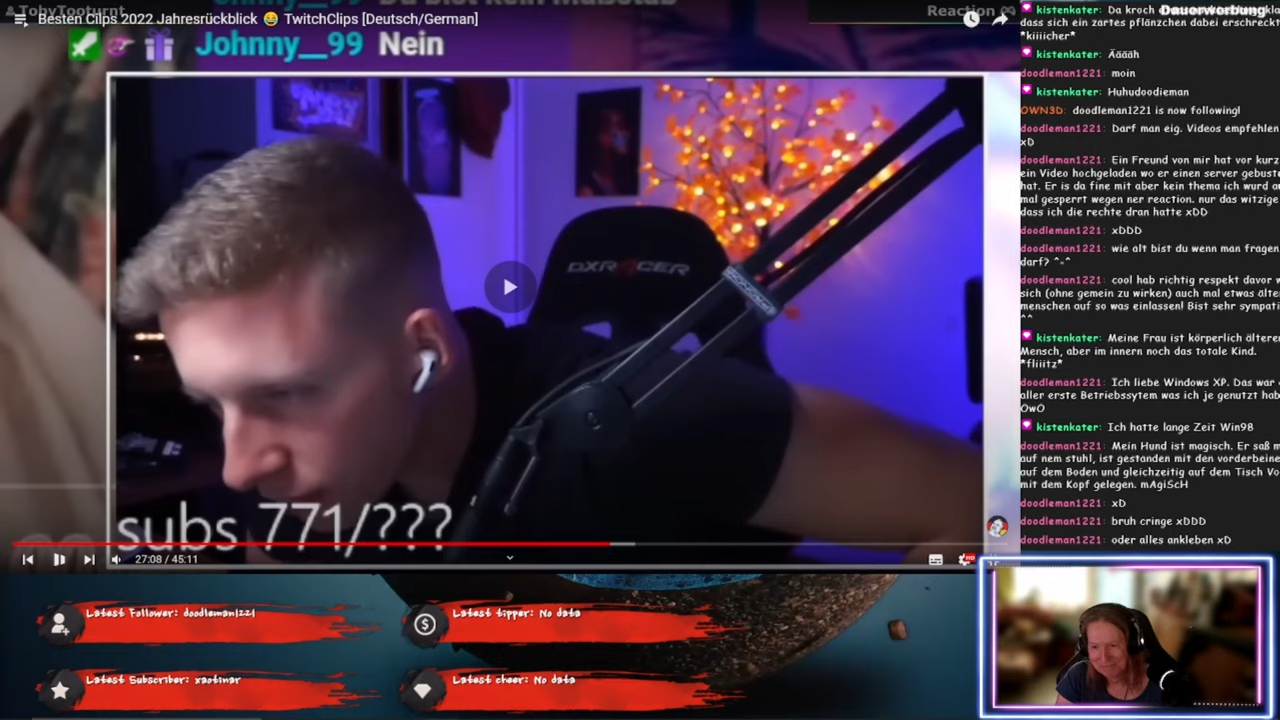 TobyTooturnt
Besten Clips 2022 Jahresrückblick 😂 TwitchClips [Deutsch/German]
Reaction
Dauerwerbung
Johnny__99 Nein
DXRACER
subs 771/???
27:08 / 45:11
HD
Latest Follower: doodleman1221
Latest tipper: No data
Latest Subscriber: xaotinar
Latest cheer: No data
kistenkater: Da kroch
dass sich ein zartes pflänzchen dabei erschreckt
*kiiiicher*
kistenkater: Ääääh
doodleman1221: moin
kistenkater: Huhudoodieman
OWN3D: doodleman1221 is now following!
doodleman1221: Darf man eig. Videos empfehlen
xD
doodleman1221: Ein Freund von mir hat vor kurz
ein Video hochgeladen wo er einen server gebuste
hat. Er is da fine mit aber kein thema ich wurd a
mal gesperrt wegen ner reaction. nur das witzige
dass ich die rechte dran hatte xDD
doodleman1221: xDDD
doodleman1221: wie alt bist du wenn man fragen
darf? ^-^
doodleman1221: cool hab richtig respekt davor w
sich (ohne gemein zu wirken) auch mal etwas älte
menschen auf so was einlassen! Bist sehr sympati
^^
kistenkater: Meine Frau ist körperlich älteren
Mensch, aber im innern noch das totale Kind.
*fliiitz*
doodleman1221: Ich liebe Windows XP. Das war
aller erste Betriebssytem was ich je genutzt hab
OwO
kistenkater: Ich hatte lange Zeit Win98
doodleman1221: Mein Hund ist magisch. Er saß m
auf nem stuhl, ist gestanden mit den vorderbeine
auf dem Boden und gleichzeitig auf dem Tisch Vo
mit dem Kopf gelegen. mAgiScH
doodleman1221: xD
doodleman1221: bruh cringe xDDD
doodleman1221: oder alles ankleben xD